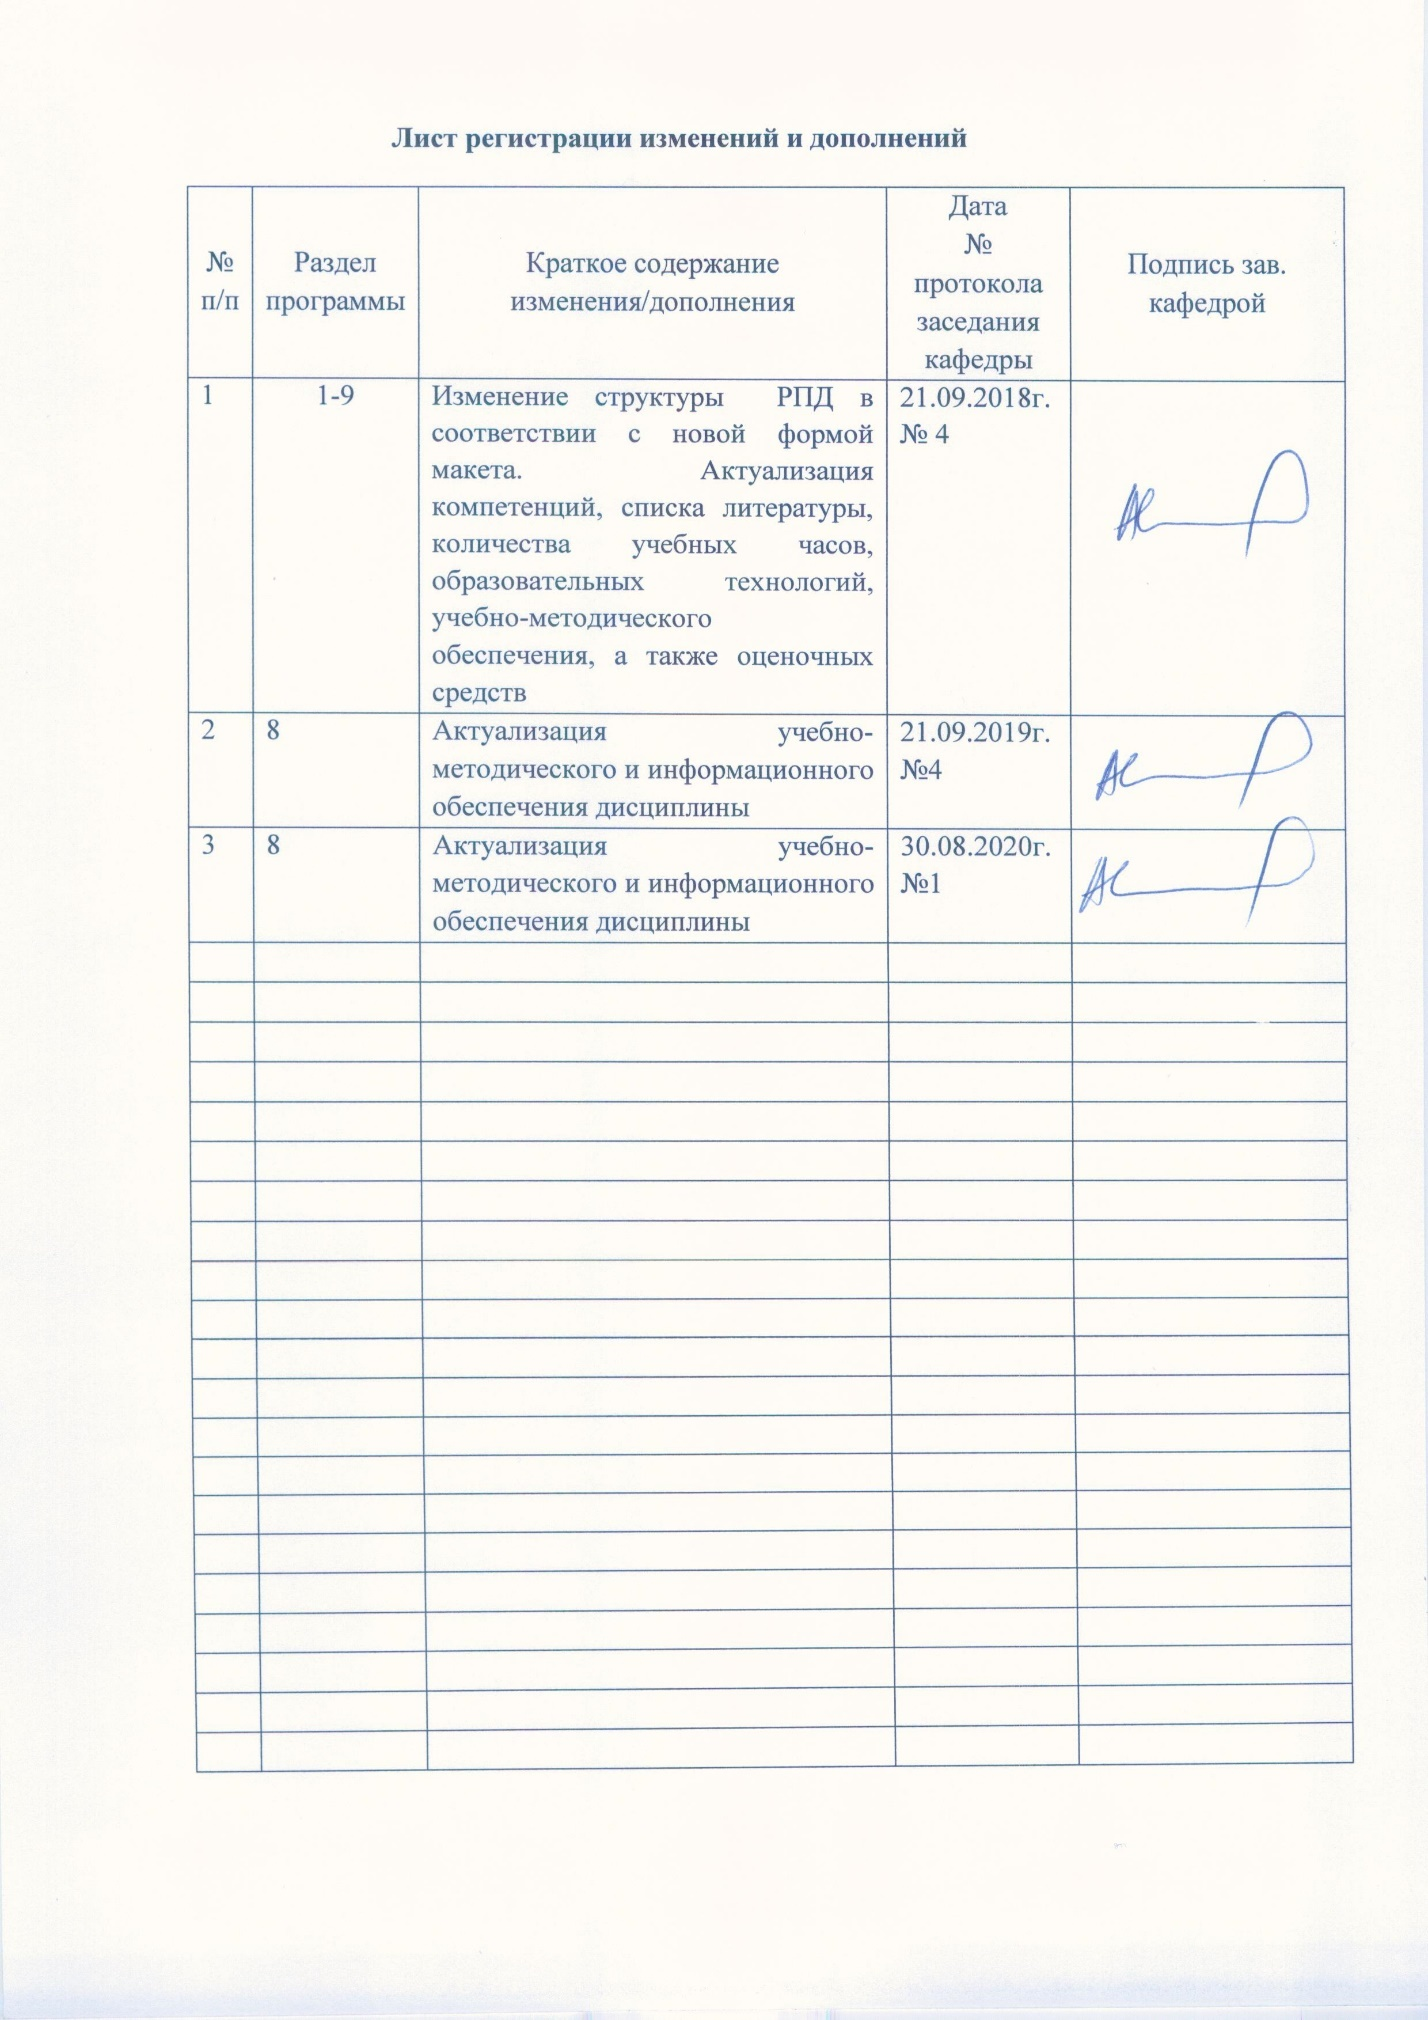 Лист регистрации изменений и дополнений
№
п/п
Раздел
программы
Краткое содержание
изменения/дополнения
Дата
№
протокола
заседания
кафедры
Подпись зав.
кафедрой
1
1-9
Изменение структуры РПД в
соответствии с новой формой
макета. Актуализация
компетенций, списка литературы,
количества учебных часов,
образовательных технологий,
учебно-методического
обеспечения, а также оценочных
средств
21.09.2018г.
№ 4
2
8
Актуализация учебно-
методического и информационного
обеспечения дисциплины
21.09.2019г.
№4
3
8
Актуализация учебно-
методического и информационного
обеспечения дисциплины
30.08.2020г.
№1